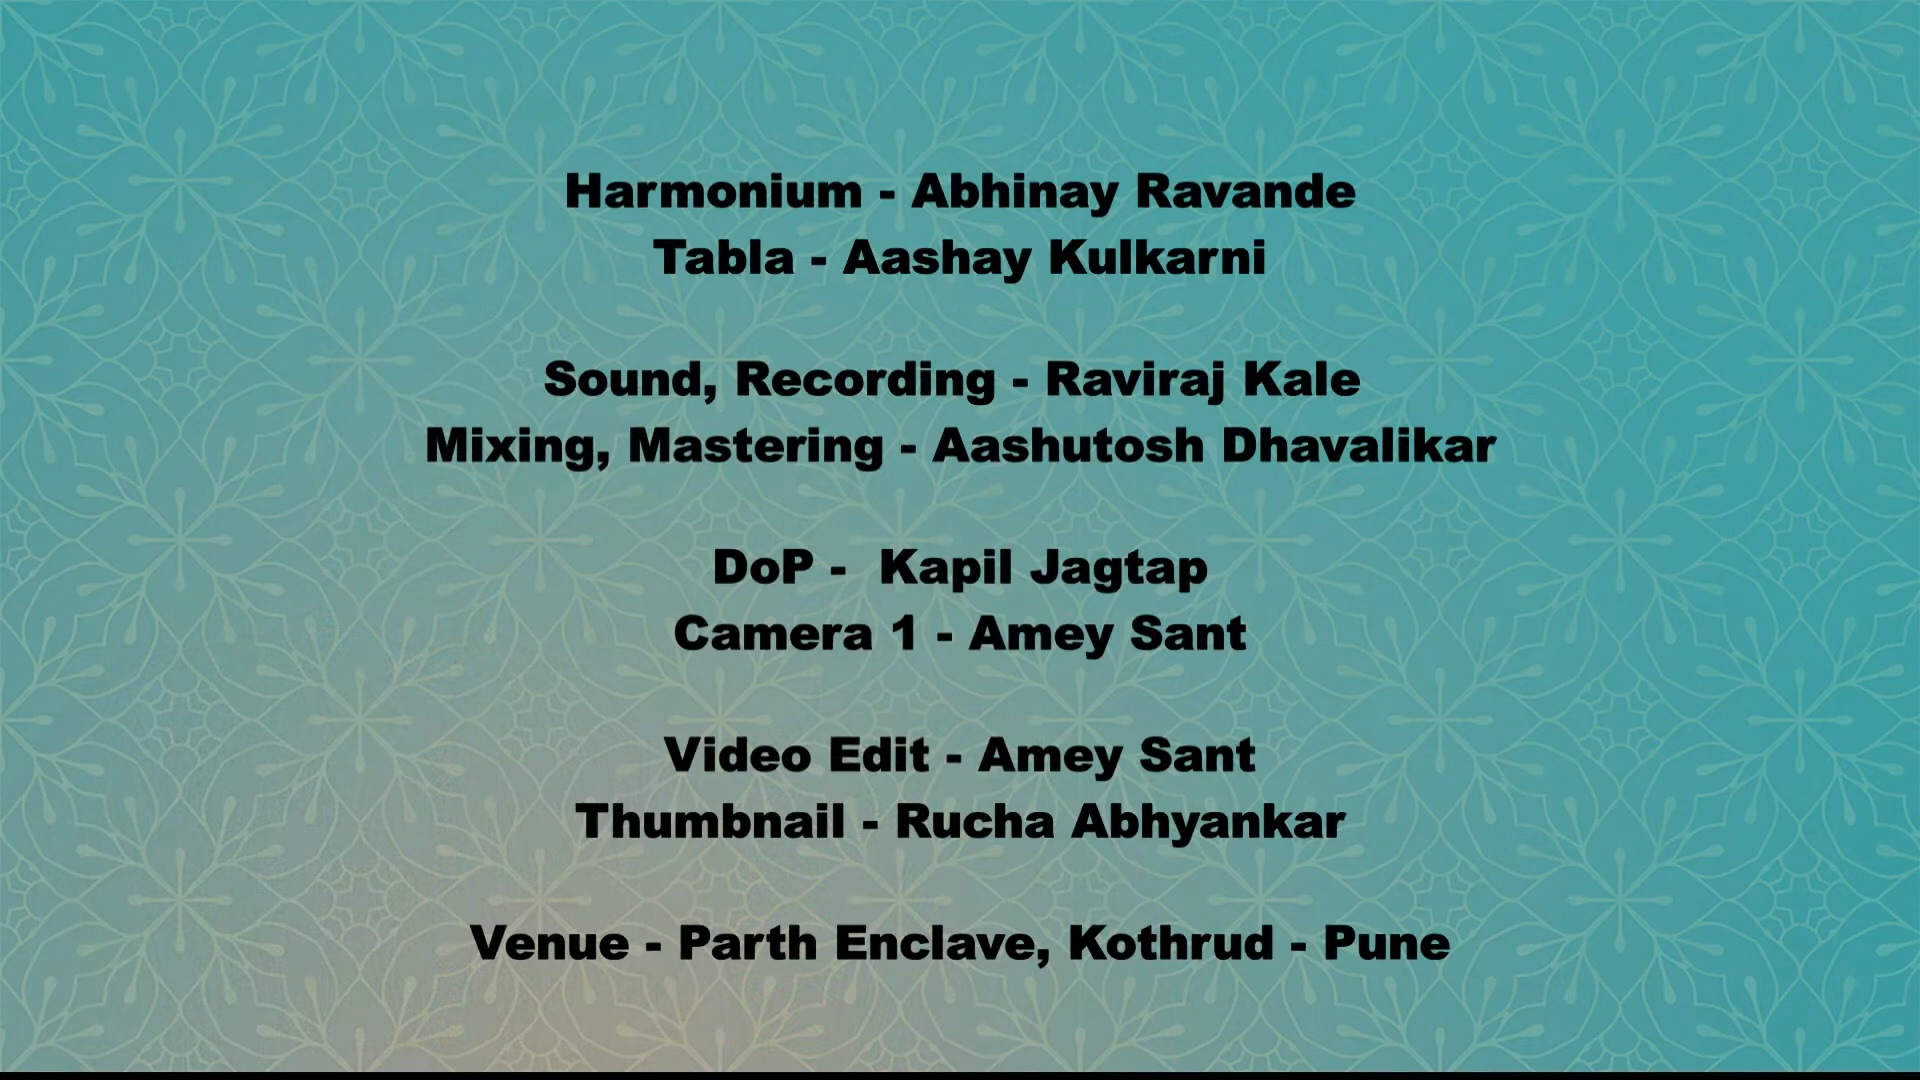 Harmonium - Abhinay Ravande
Tabla - Aashay Kulkarni
Sound, Recording - Raviraj Kale
Mixing, Mastering - Aashutosh Dhavalikar
DoP -  Kapil Jagtap
Camera 1 - Amey Sant
Video Edit - Amey Sant
Thumbnail - Rucha Abhyankar
Venue - Parth Enclave, Kothrud - Pune